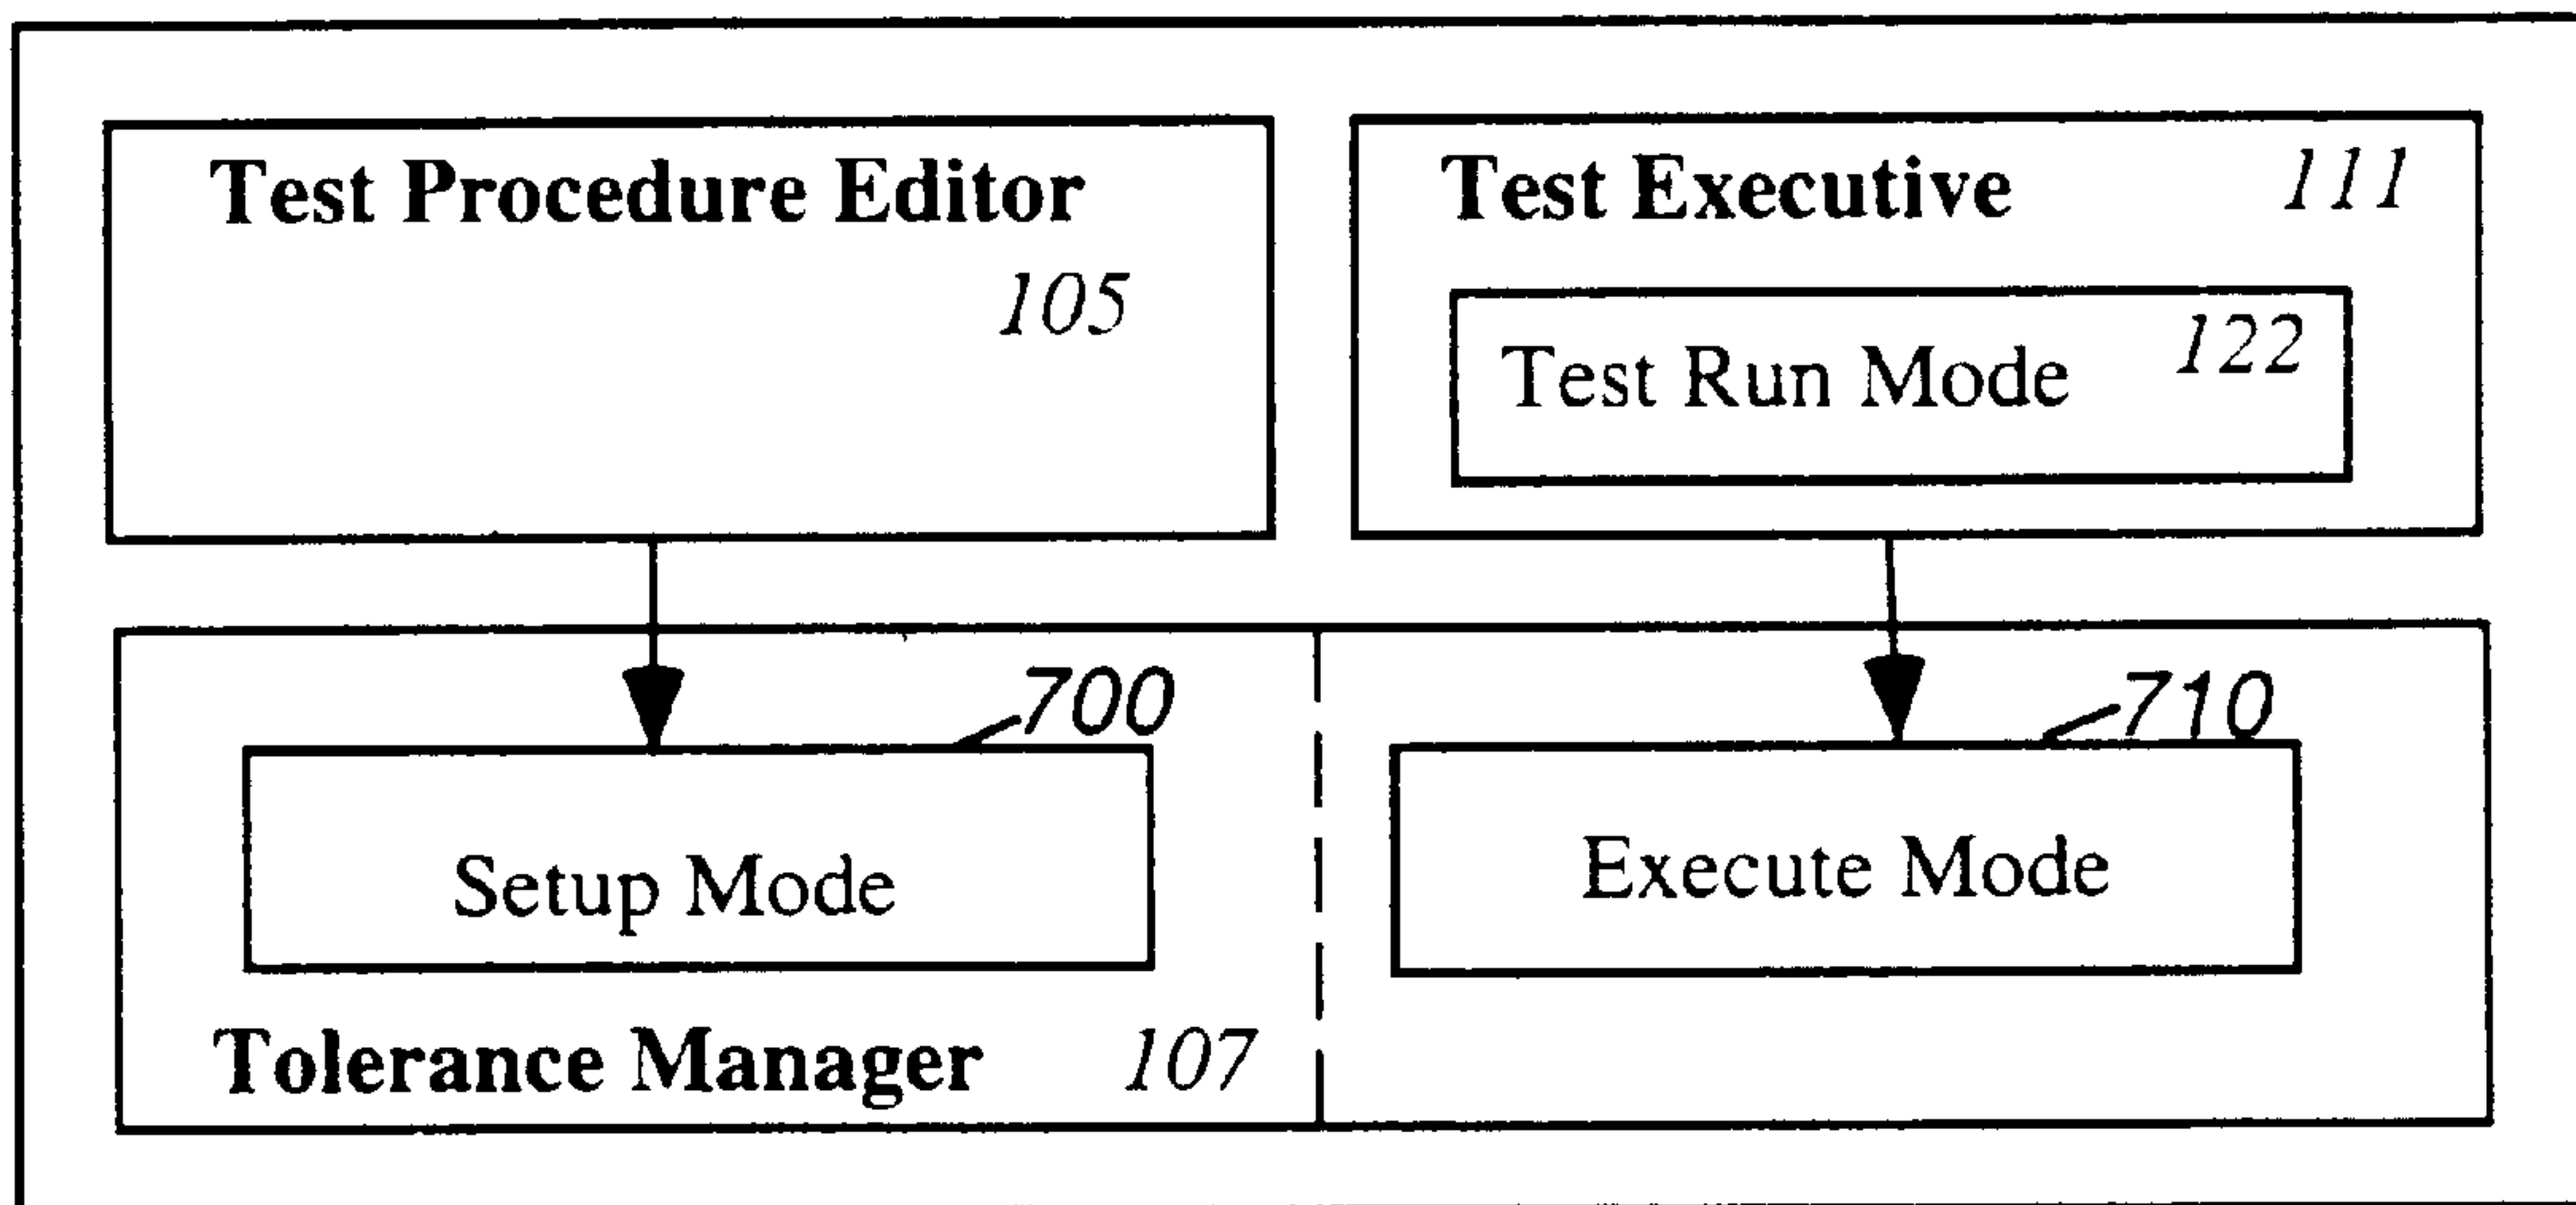 Test Procedure Editor
105
Test Executive 111
Test Run Mode 122
700
Setup Mode
710
Execute Mode
Tolerance Manager 107